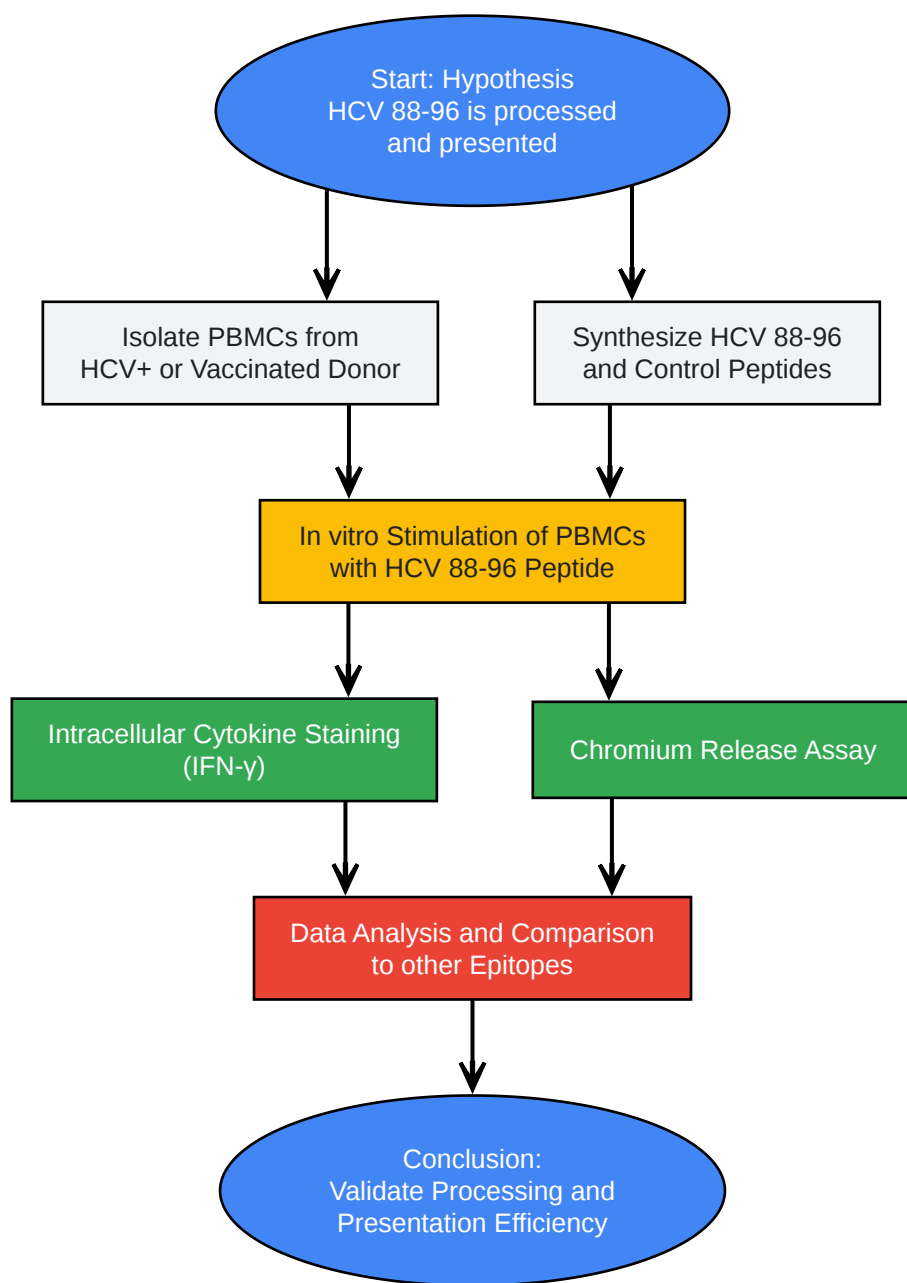 Start: Hypothesis
HCV 88-96 is processed
and presented
Isolate PBMCs from
HCV+ or Vaccinated Donor
Synthesize HCV 88-96
and Control Peptides
In vitro Stimulation of PBMCs
with HCV 88-96 Peptide
Intracellular Cytokine Staining
(IFN-γ)
Chromium Release Assay
Data Analysis and Comparison
to other Epitopes
Conclusion:
Validate Processing and
Presentation Efficiency